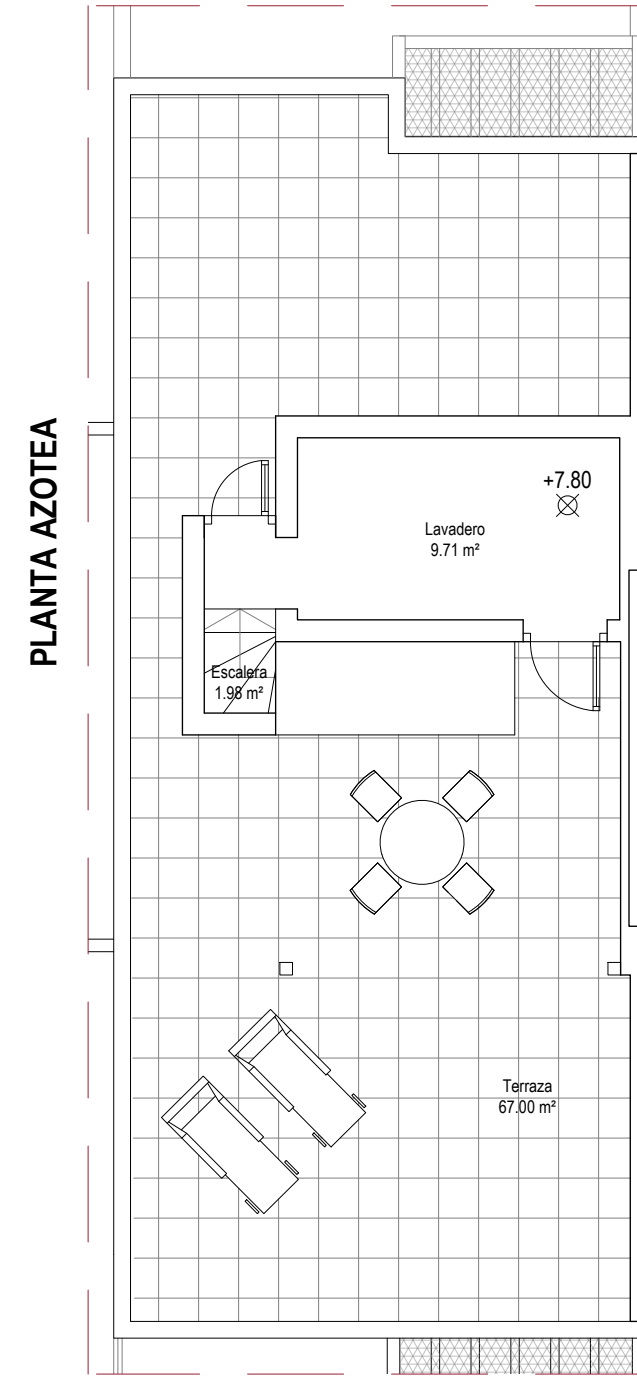 PLANTA AZOTEA
+7.80
Lavadero
9.71 m²
Escalera
1.98 m²
Terraza
67.00 m²